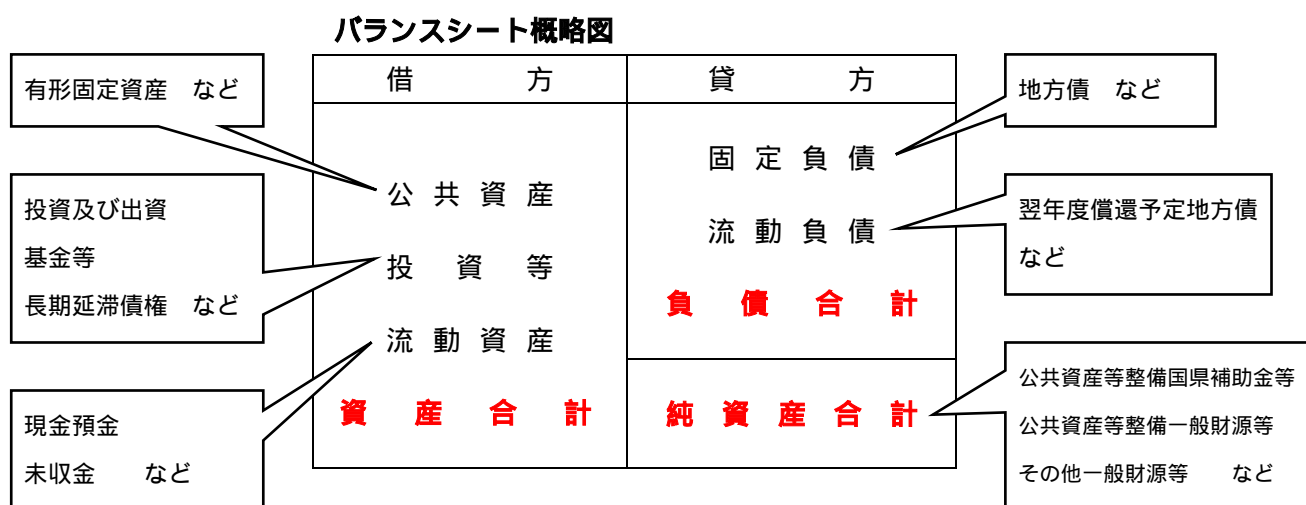 バランスシート概略図
借　方
貸　方
有形固定資産　など
投資及び出資
基金等
長期延滞債権　など
現金預金
未収金　　など
公共資産
投資等
流動資産
資産合計
固定負債
流動負債
負債合計
純資産合計
地方債　など
翌年度償還予定地方債
など
公共資産等整備国県補助金等
公共資産等整備一般財源等
その他一般財源等　　など